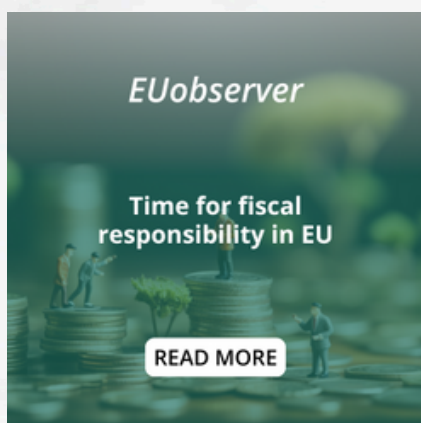 EUobserver
Time for fiscal
responsibility in EU
READ MORE